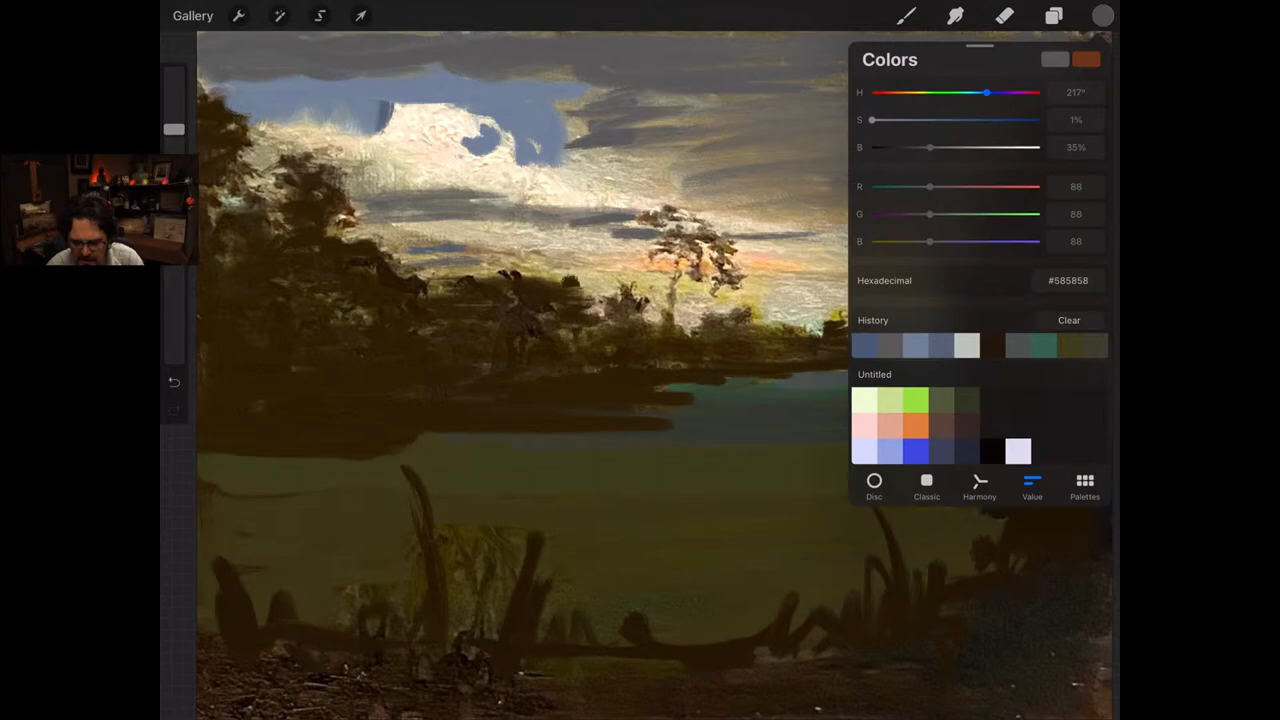 Gallery
Colors
H 217°
S 1%
B 35%
R 88
G 88
B 88
Hexadecimal #585858
History Clear
Untitled
Disc Classic Harmony Value Palettes